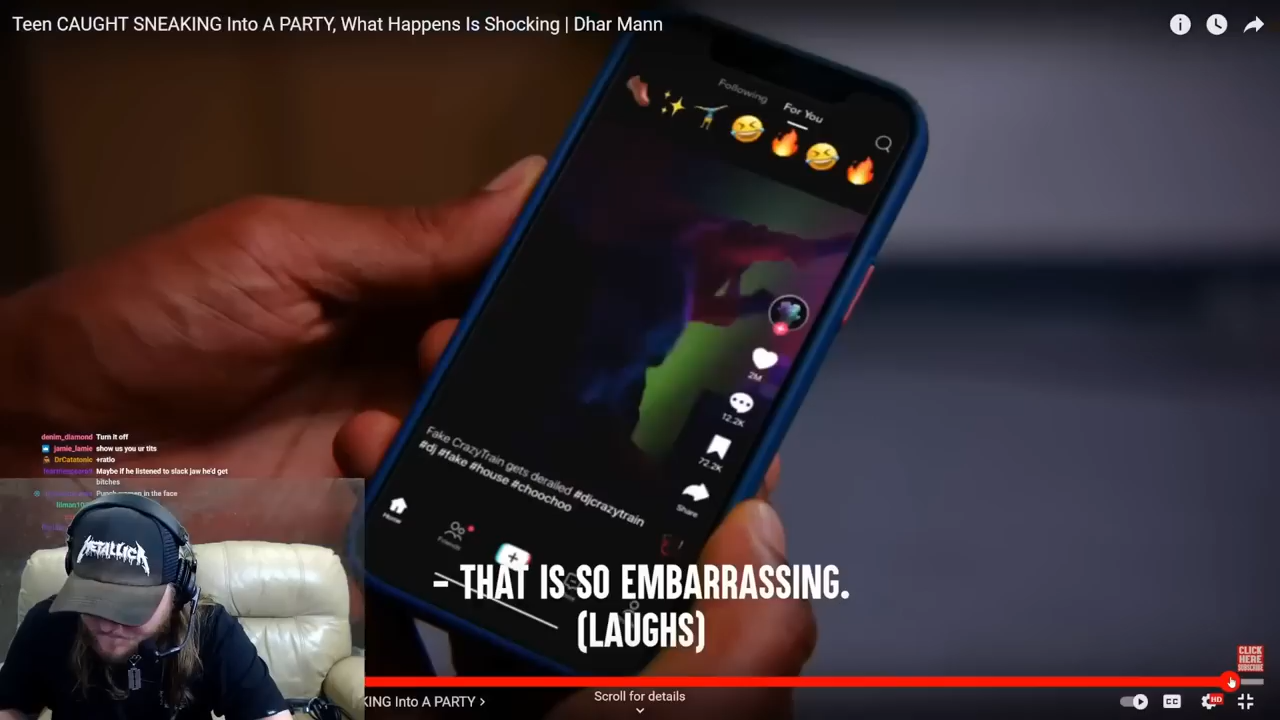 Teen CAUGHT SNEAKING Into A PARTY, What Happens Is Shocking | Dhar Mann
Following
For You
2M
12.2K
72.2K
Share
Fake CrazyTrain gets derailed #djcrazytrain
#dj #fake #house #choochoo
Home
Friends
denim_diamond Turn it off
jamie_lamie show us you ur tits
DrCatatonic +ratio
Maybe if he listened to slack jaw he'd get
bitches
in the face
METALLICA
- THAT IS SO EMBARRASSING.
(LAUGHS)
CLICK
HERE
SUBSCRIBE
KING Into A PARTY
Scroll for details
CC
HD